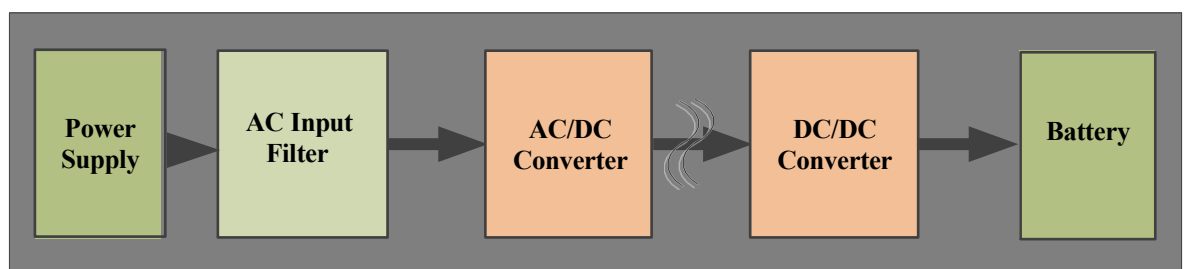 Power
Supply
AC Input
Filter
AC/DC
Converter
DC/DC
Converter
Battery